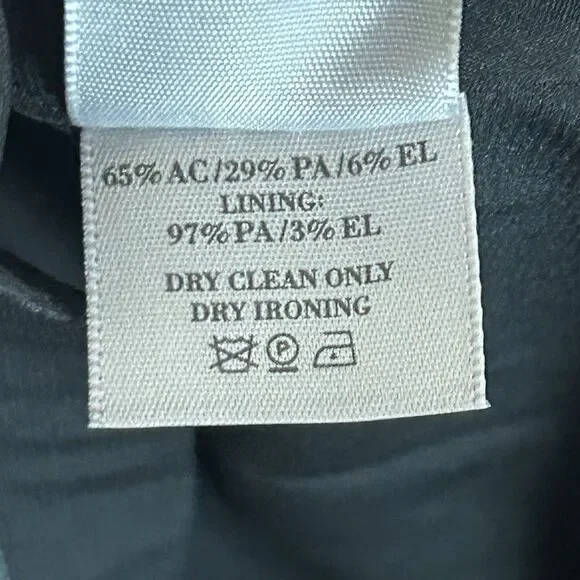 65% AC/29% PA/6% EL
LINING:
97% PA/3% EL
DRY CLEAN ONLY
DRY IRONING
P